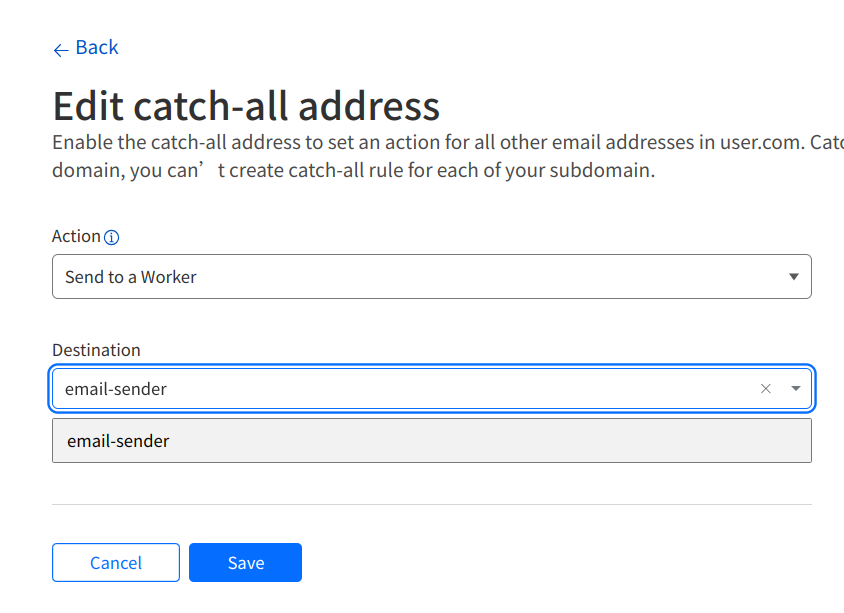 Back
Edit catch-all address
Enable the catch-all address to set an action for all other email addresses in user.com.
domain, you can’t create catch-all rule for each of your subdomain.
Action
Send to a Worker
Destination
email-sender
email-sender
Cancel
Save